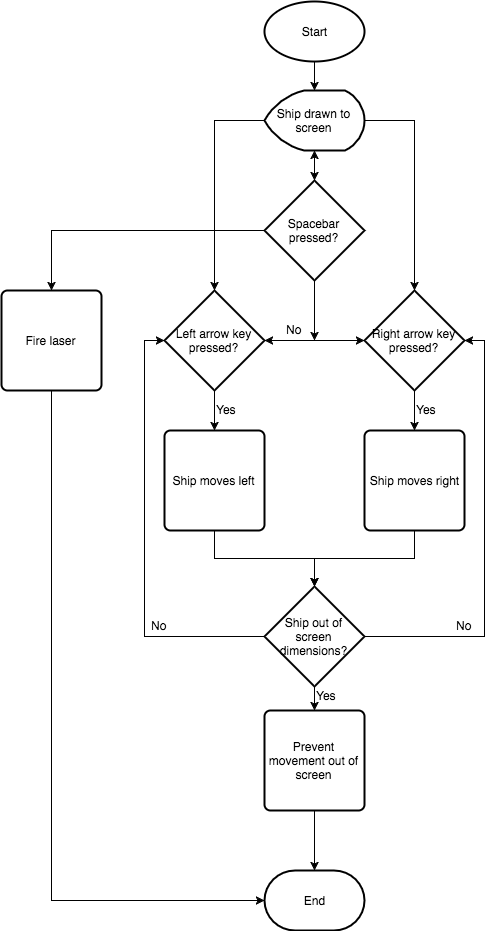 Start
Ship drawn to
screen
Spacebar
pressed?
Fire laser
Left arrow key
pressed?
No
Right arrow key
pressed?
Yes
Yes
Ship moves left
Ship moves right
Ship out of
screen
dimensions?
No
No
Yes
Prevent
movement out of
screen
End